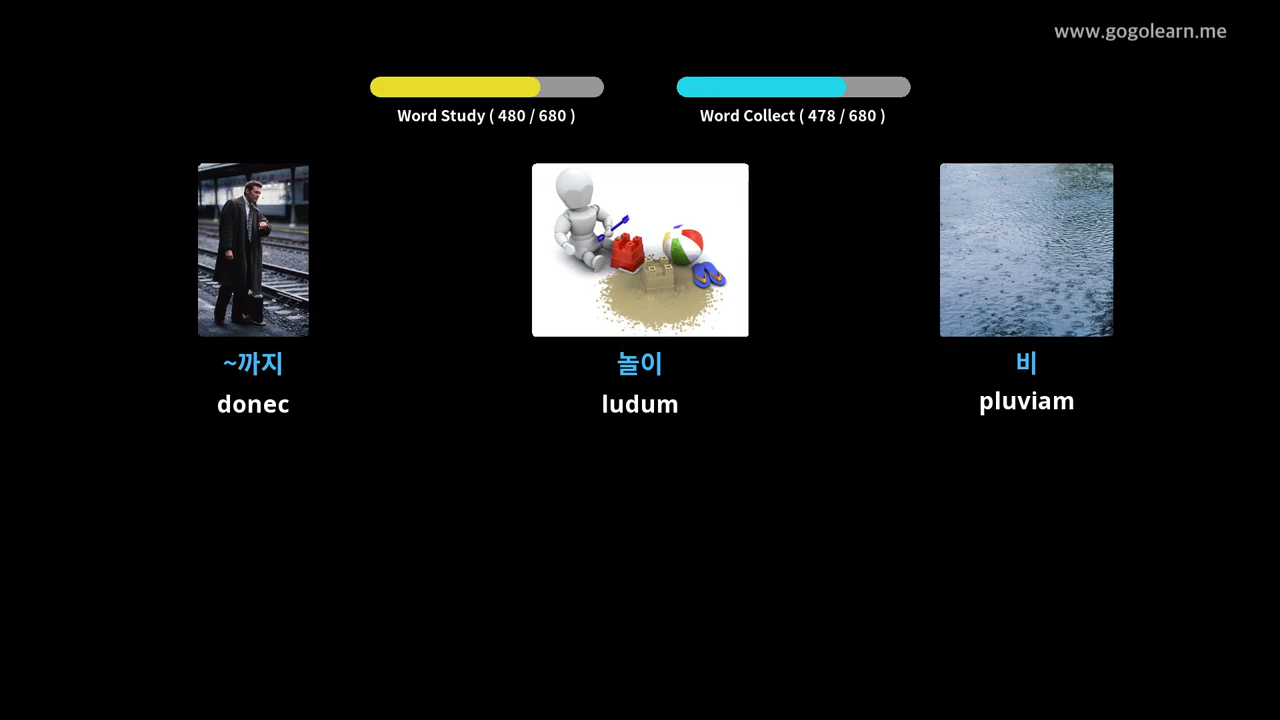 www.gogolearn.me
Word Study ( 480 / 680 )
Word Collect ( 478 / 680 )
~까지
donec
놀이
ludum
비
pluviam